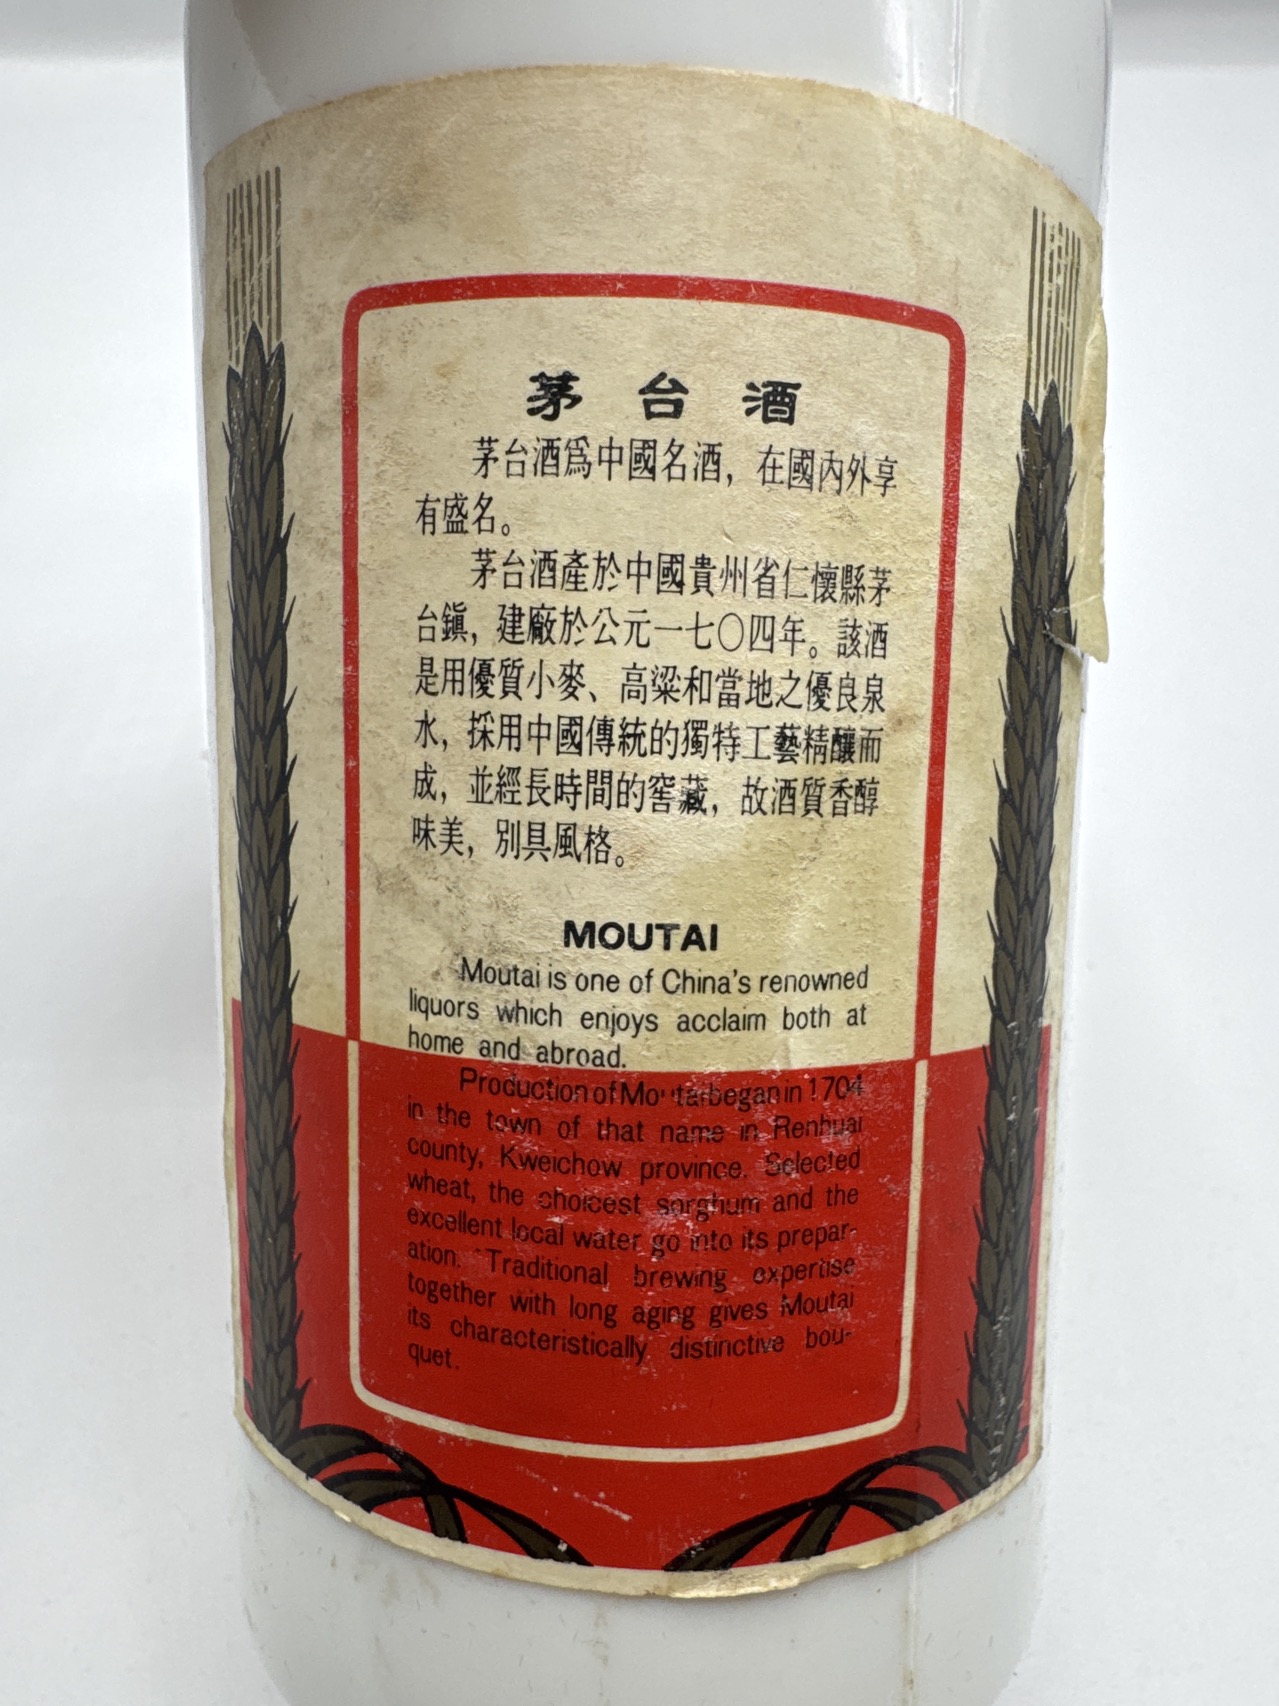 茅台酒
茅台酒爲中國名酒，在國內外享
有盛名。
茅台酒產於中國貴州省仁懷縣茅
台鎭，建廠於公元一七〇四年。該酒
是用優質小麥、高粱和當地之優良泉
水，採用中國傳統的獨特工藝精釀而
成，並經長時間的窖藏，故酒質香醇
味美，別具風格。
MOUTAI
Moutai is one of China's renowned
liquors which enjoys acclaim both at
home and abroad.
Production of Moutai began in 1704
in the town of that name in Renhuai
county, Kweichow province. Selected
wheat, the choicest sorghum and the
excellent local water go into its prepar-
ation. Traditional brewing expertise
together with long aging gives Moutai
its characteristically distinctive bou-
quet.